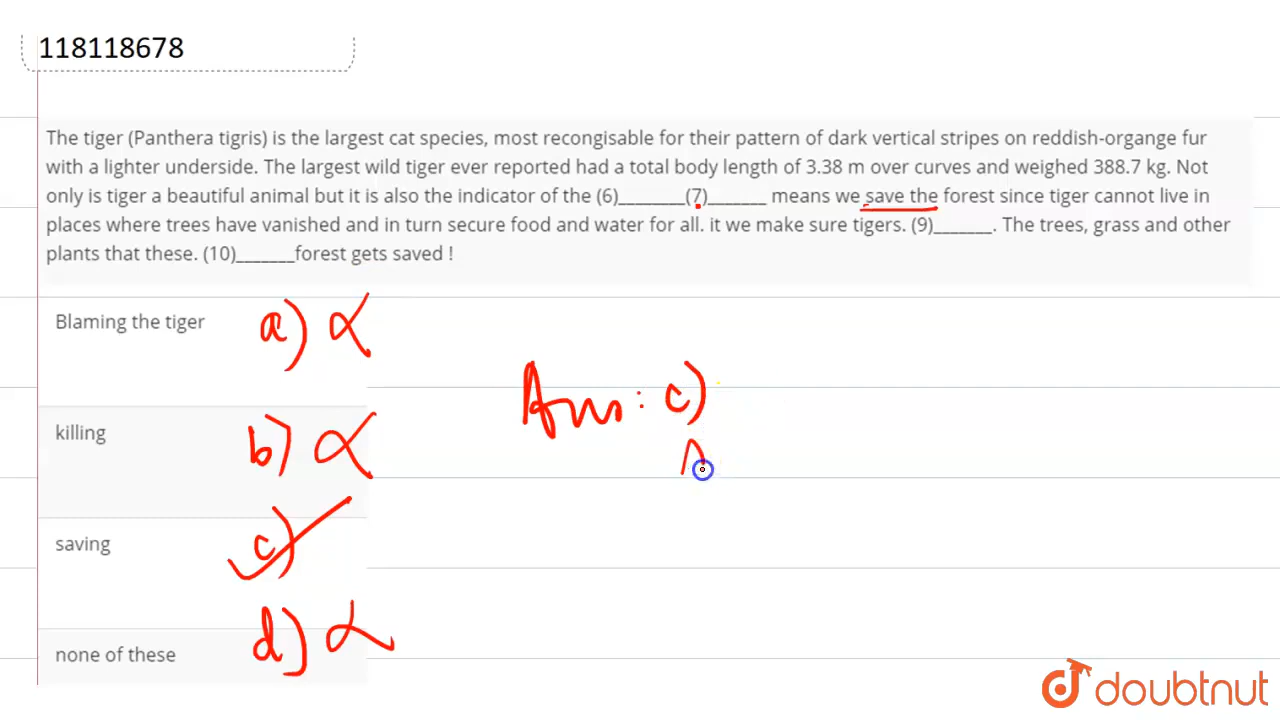 118118678
The tiger (Panthera tigris) is the largest cat species, most recongisable for their pattern of dark vertical stripes on reddish-organge fur
with a lighter underside. The largest wild tiger ever reported had a total body length of 3.38 m over curves and weighed 388.7 kg. Not
only is tiger a beautiful animal but it is also the indicator of the (6)________(7)_______ means we save the forest since tiger cannot live in
places where trees have vanished and in turn secure food and water for all. it we make sure tigers. (9)_______. The trees, grass and other
plants that these. (10)_______forest gets saved !
Blaming the tiger a)
killing b)
saving c)
none of these d)
Ans: c)
doubtnut